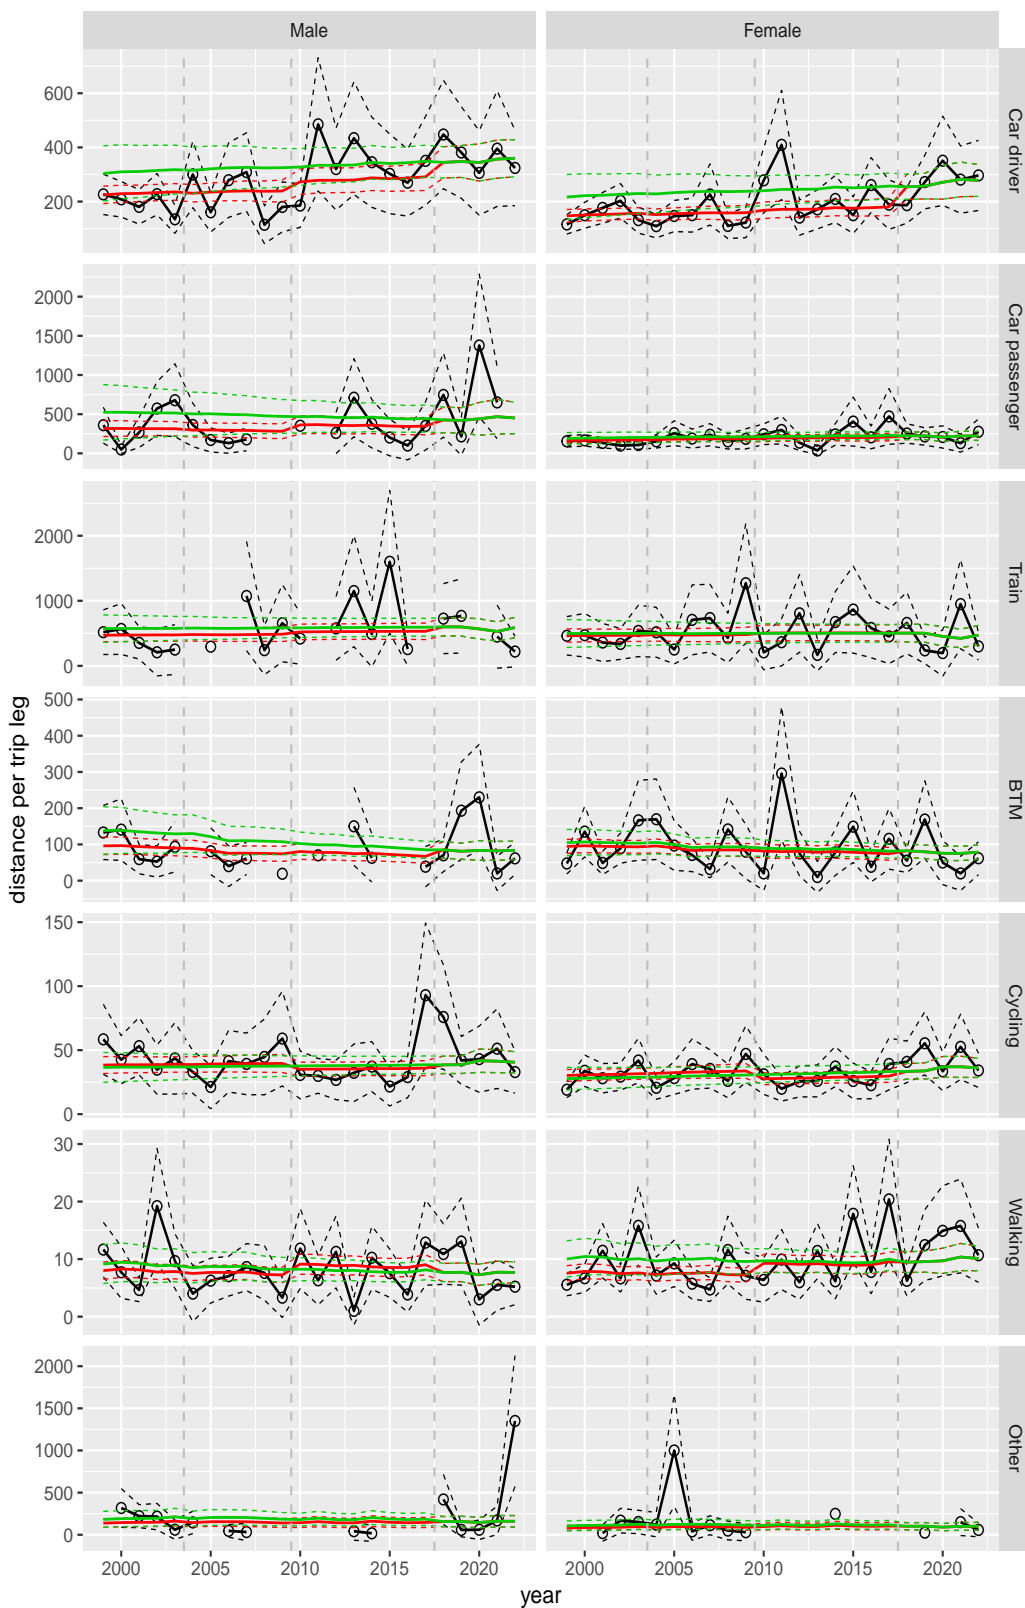 Male
Female
600
400
200
Car driver
2000
1500
1000
500
0
Car passenger
2000
1000
0
Train
distance per trip leg
500
400
300
200
100
0
BTM
150
100
50
0
Cycling
30
20
10
0
Walking
2000
1500
1000
500
0
Other
2000 2005 2010 2015 2020 2000 2005 2010 2015 2020
year